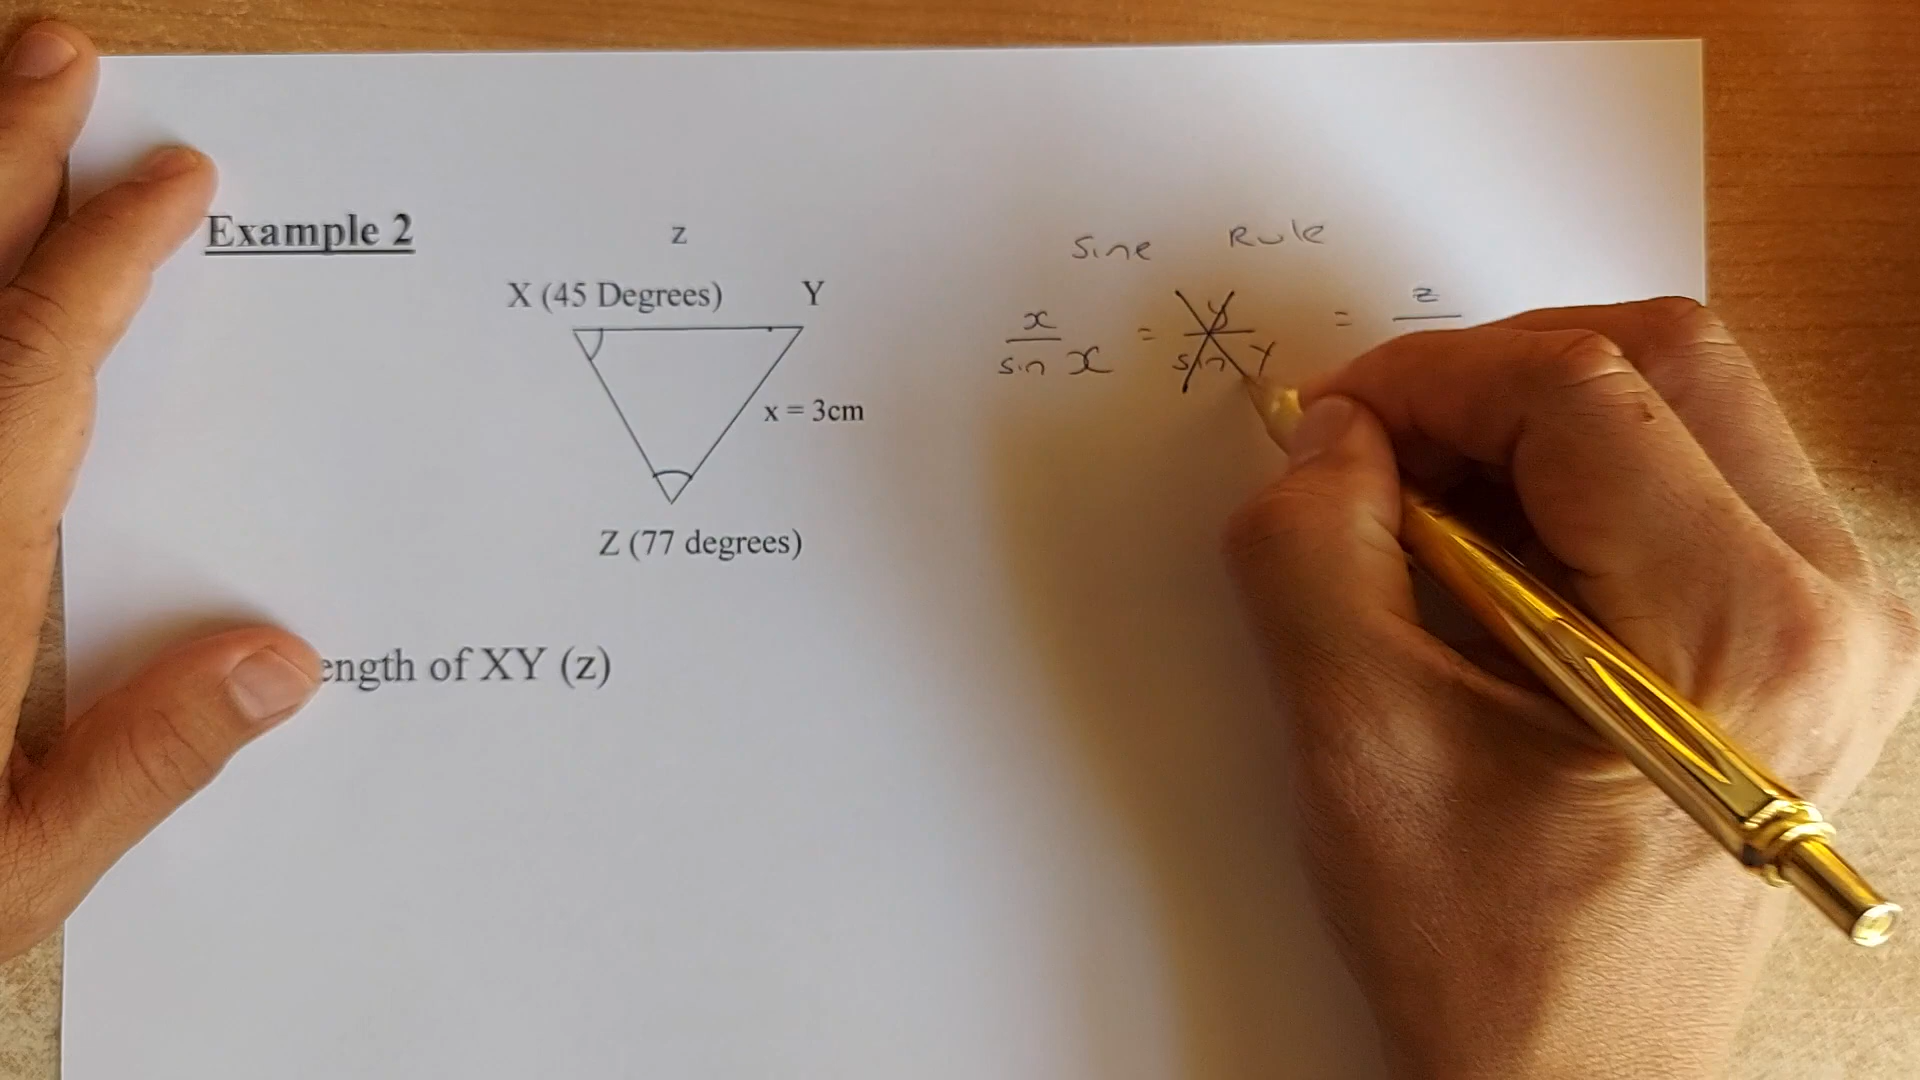 Example 2
z
X (45 Degrees) Y
x = 3cm
Z (77 degrees)
ength of XY (z)
Sine Rule
x = y = z
sin x sin Y